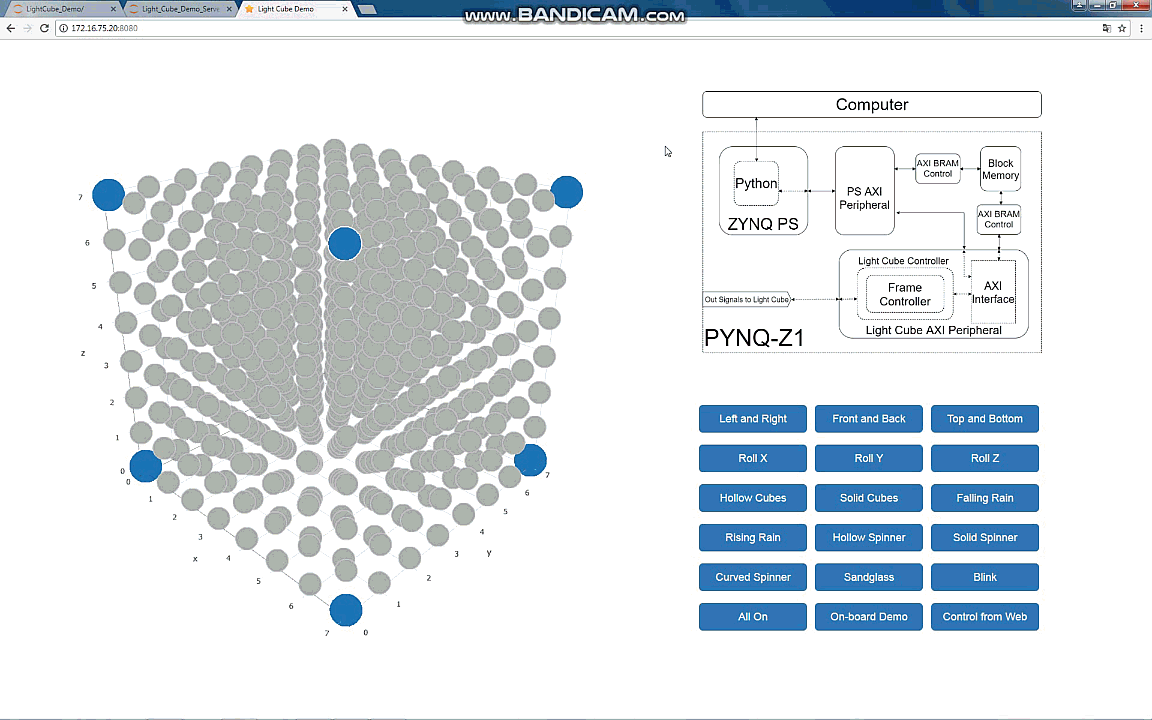 LightCube_Demo/
Light_Cube_Demo_Serve
Light Cube Demo
www.BANDICAM.com
172.16.75.20:8080
Computer
Python
ZYNQ PS
PS AXI
Peripheral
AXI BRAM
Control
Block
Memory
AXI BRAM
Control
Light Cube Controller
Frame
Controller
AXI
Interface
Out Signals to Light Cube
Light Cube AXI Peripheral
PYNQ-Z1
7
6
5
4
z
3
2
1
0
0
1
2
3
x
4
5
6
7
0
1
2
3
y
4
5
6
7
Left and Right
Front and Back
Top and Bottom
Roll X
Roll Y
Roll Z
Hollow Cubes
Solid Cubes
Falling Rain
Rising Rain
Hollow Spinner
Solid Spinner
Curved Spinner
Sandglass
Blink
All On
On-board Demo
Control from Web